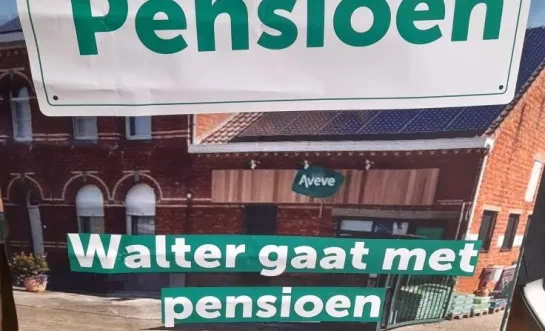 Pensioen
Aveve
Walter gaat met
pensioen